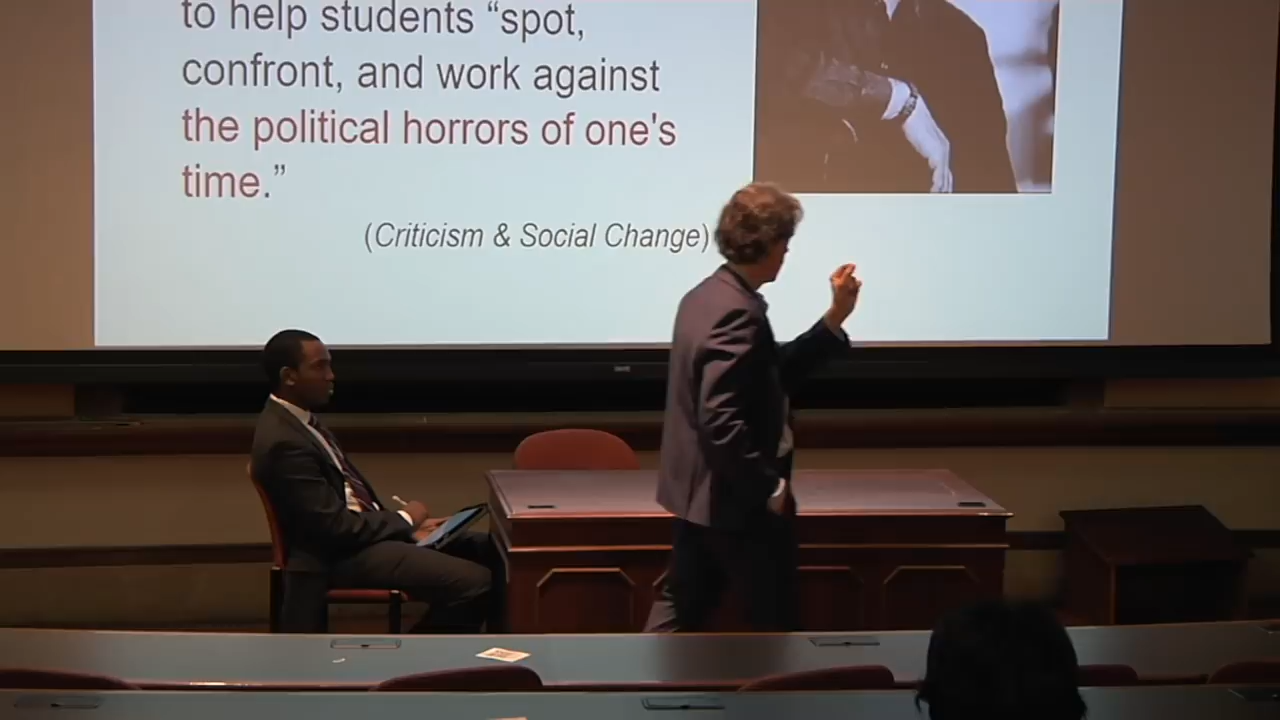 to help students “spot,
confront, and work against
the political horrors of one's
time.”
(Criticism & Social Change)